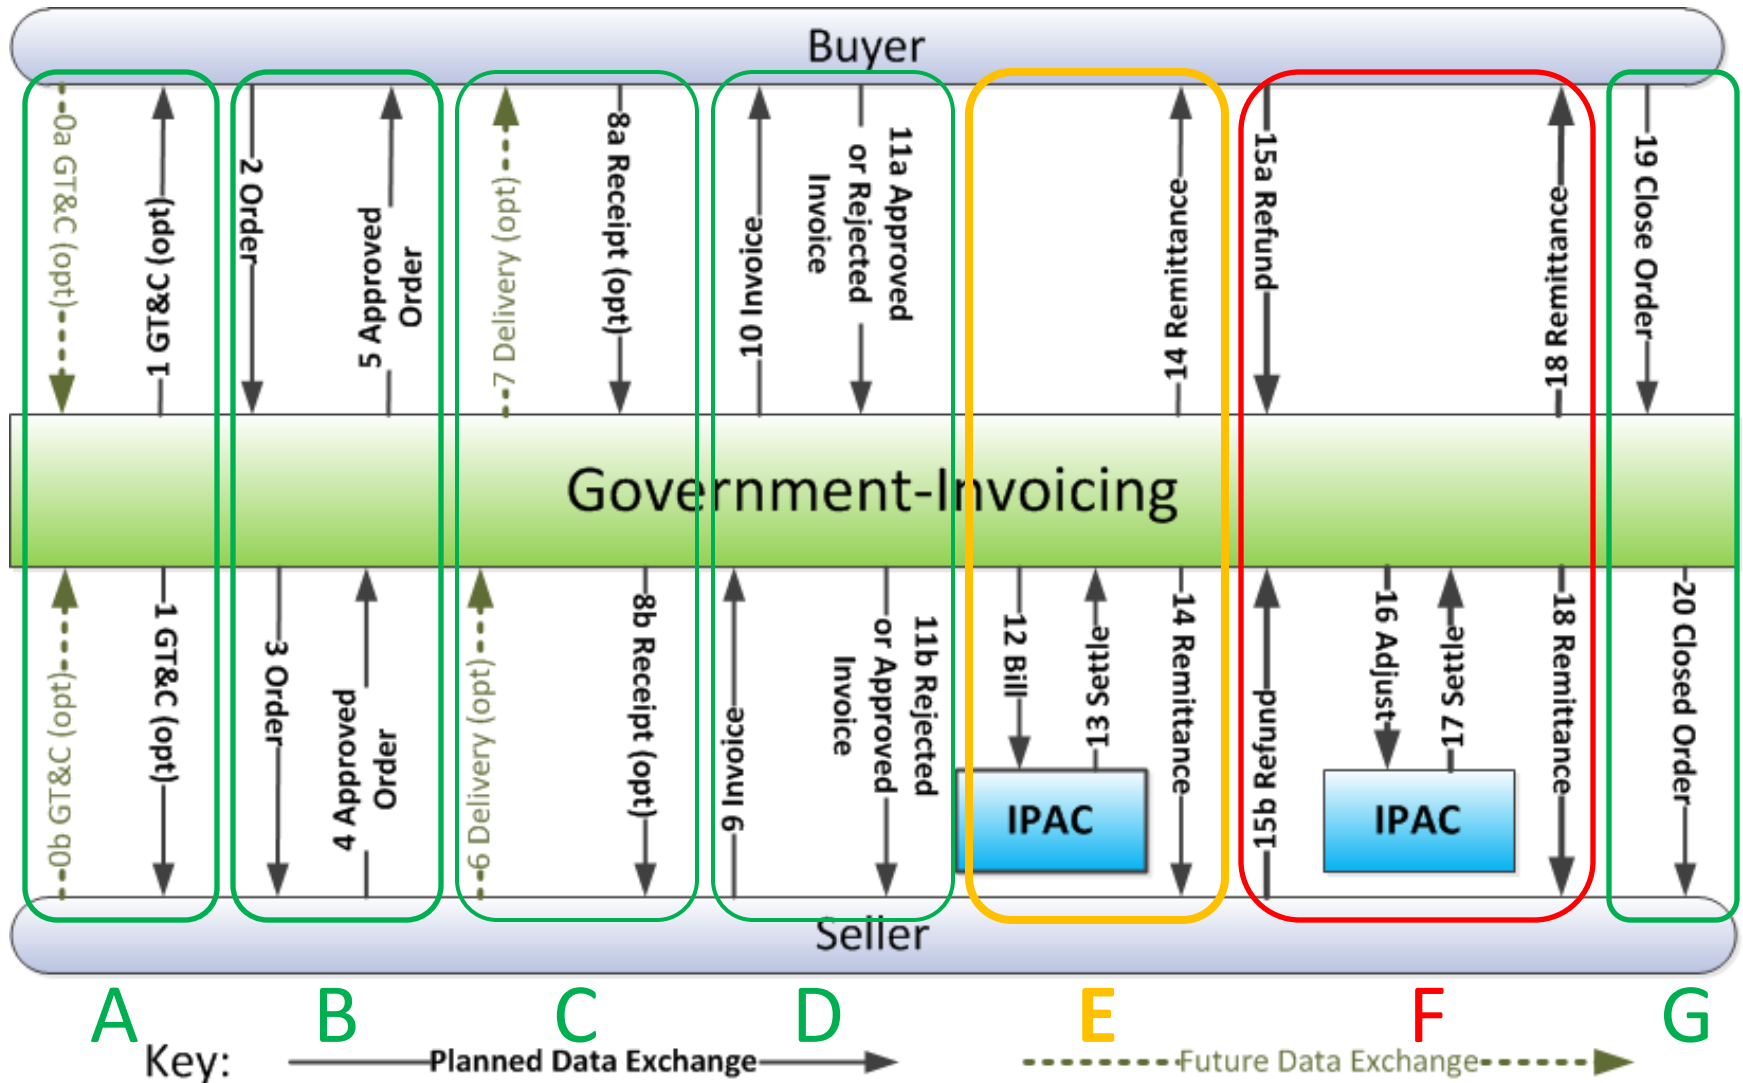 Buyer
0a GT&C (opt)
1 GT&C (opt)
2 Order
5 Approved
Order
7 Delivery (opt)
8a Receipt (opt)
10 Invoice
11a Approved
or Rejected
Invoice
14 Remittance
15a Refund
18 Remittance
19 Close Order
Government-Invoicing
0b GT&C (opt)
1 GT&C (opt)
3 Order
4 Approved
Order
6 Delivery (opt)
8b Receipt (opt)
9 Invoice
11b Rejected
or Approved
Invoice
12 Bill
13 Settle
14 Remittance
15b Refund
16 Adjust
17 Settle
18 Remittance
20 Closed Order
IPAC
IPAC
Seller
A B C D E F G
Key: Planned Data Exchange Future Data Exchange